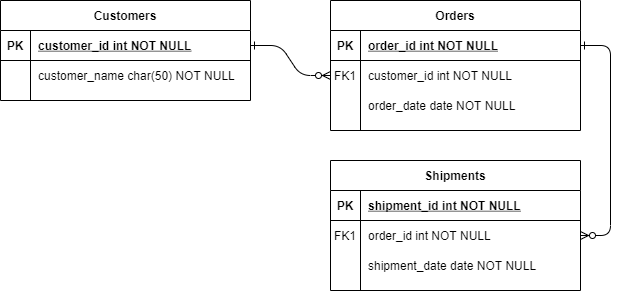 Customers
PK customer_id int NOT NULL
customer_name char(50) NOT NULL
Orders
PK order_id int NOT NULL
FK1 customer_id int NOT NULL
order_date date NOT NULL
Shipments
PK shipment_id int NOT NULL
FK1 order_id int NOT NULL
shipment_date date NOT NULL